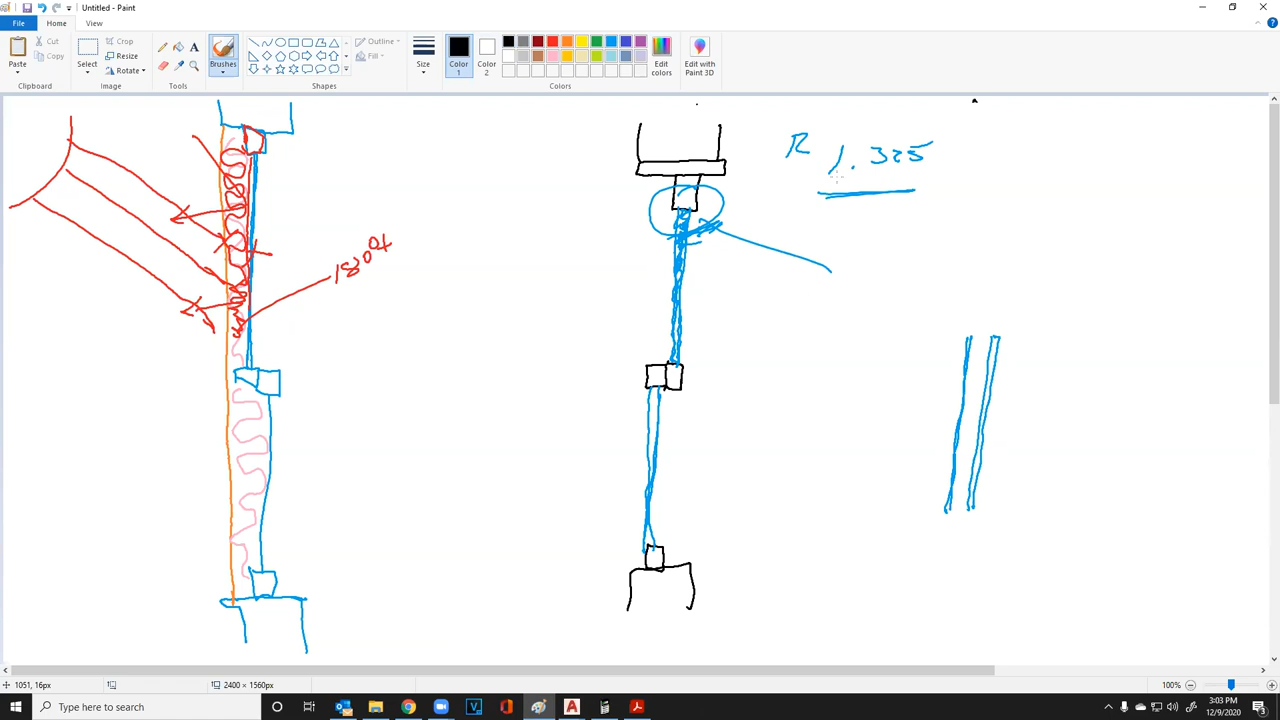 Untitled - Paint
File
Home
View
Paste
Cut
Copy
Clipboard
Select
Crop
Resize
Rotate
Image
Tools
Brushes
Outline
Fill
Shapes
Size
Color 1
Color 2
Edit colors
Edit with Paint 3D
Colors
R 1.325
180°f
1051, 16px
2400 × 1560px
100%
Type here to search
3:03 PM
12/9/2020